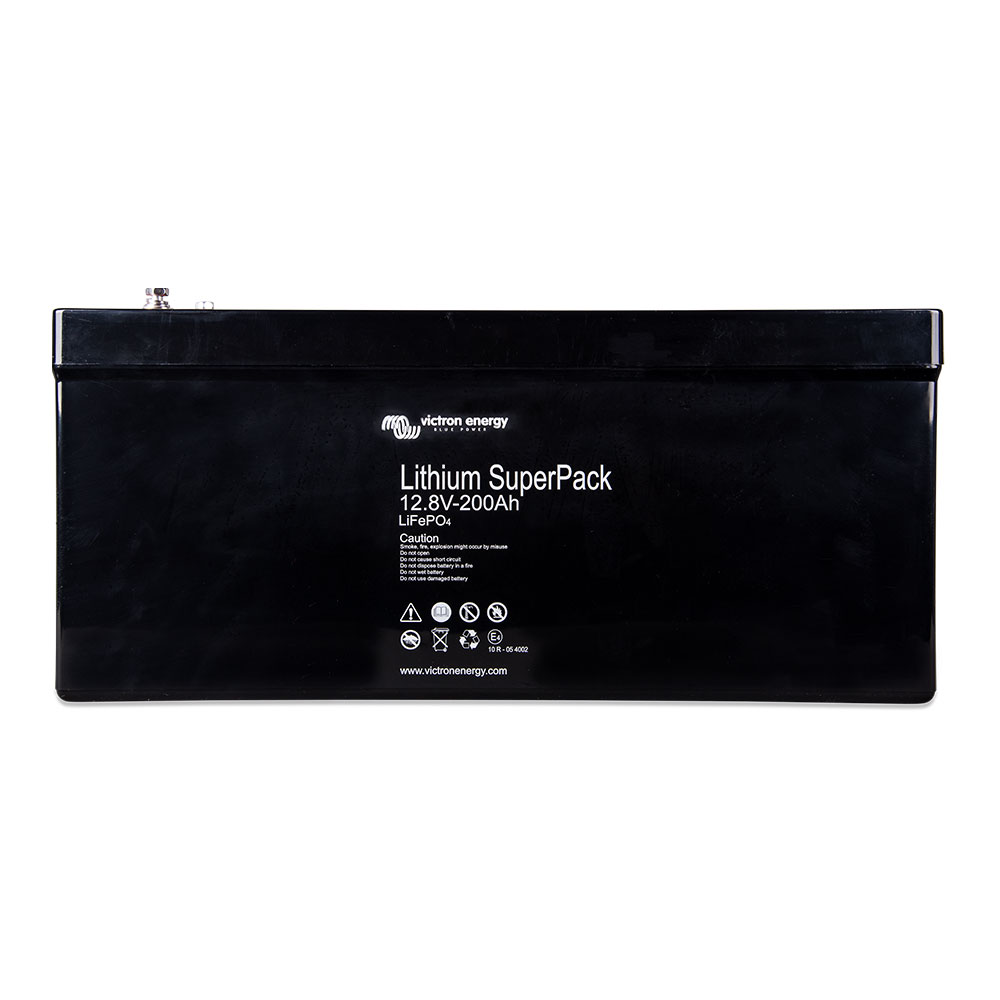 victron energy
BLUE POWER
Lithium SuperPack
12.8V-200Ah
LiFePO4
Caution
Smoke, fire, explosion might occur by misuse
Do not open
Do not cause short circuit
Do not dispose battery in a fire
Do not wet battery
Do not use damaged battery
E4
10 R - 05 4002
www.victronenergy.com